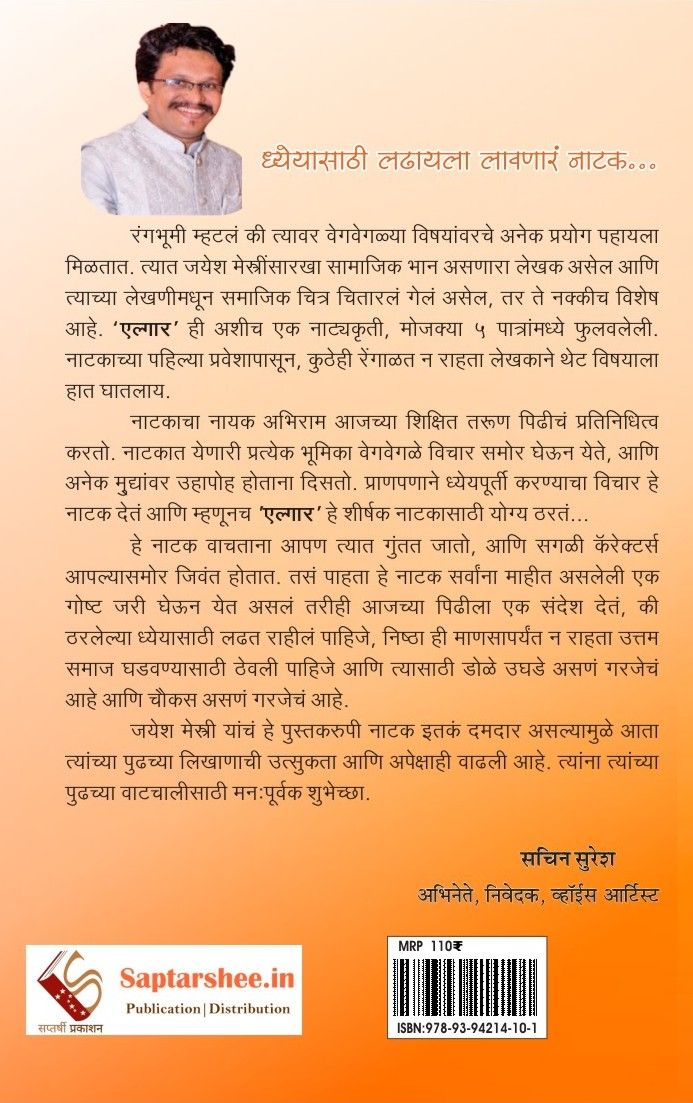 ध्येयासाठी लढायला लावणारं नाटक...
रंगभूमी म्हटलं की त्यावर वेगवेगळ्या विषयांवरचे अनेक प्रयोग पहायला
मिळतात. त्यात जयेश मेस्त्रींसारखा सामाजिक भान असणारा लेखक असेल आणि
त्याच्या लेखणीमधून समाजिक चित्र चितारलं गेलं असेल, तर ते नक्कीच विशेष
आहे. ‘एल्गार’ ही अशीच एक नाट्यकृती, मोजक्या ५ पात्रांमध्ये फुलवलेली.
नाटकाच्या पहिल्या प्रवेशापासून, कुठेही रेंगाळत न राहता लेखकाने थेट विषयाला
हात घातलाय.
नाटकाचा नायक अभिराम आजच्या शिक्षित तरूण पिढीचं प्रतिनिधित्व
करतो. नाटकात येणारी प्रत्येक भूमिका वेगवेगळे विचार समोर घेऊन येते, आणि
अनेक मुद्यांवर उहापोह होताना दिसतो. प्राणपणाने ध्येयपूर्ती करण्याचा विचार हे
नाटक देतं आणि म्हणूनच ‘एल्गार’ हे शीर्षक नाटकासाठी योग्य ठरतं...
हे नाटक वाचताना आपण त्यात गुंतत जातो, आणि सगळी कॅरेक्टर्स
आपल्यासमोर जिवंत होतात. तसं पाहता हे नाटक सर्वांना माहीत असलेली एक
गोष्ट जरी घेऊन येत असलं तरीही आजच्या पिढीला एक संदेश देतं, की
ठरलेल्या ध्येयासाठी लढत राहीलं पाहिजे, निष्ठा ही माणसापर्यंत न राहता उत्तम
समाज घडवण्यासाठी ठेवली पाहिजे आणि त्यासाठी डोळे उघडे असणं गरजेचं
आहे आणि चौकस असणं गरजेचं आहे.
जयेश मेस्त्री यांचं हे पुस्तकरुपी नाटक इतकं दमदार असल्यामुळे आता
त्यांच्या पुढच्या लिखाणाची उत्सुकता आणि अपेक्षाही वाढली आहे. त्यांना त्यांच्या
पुढच्या वाटचालीसाठी मनःपूर्वक शुभेच्छा.
सचिन सुरेश
अभिनेते, निवेदक, व्हॉईस आर्टिस्ट
Saptarshee.in
Publication|Distribution
सप्तर्षी प्रकाशन
MRP 110₹
ISBN:978-93-94214-10-1